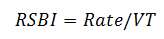 RSBI = Rate/VT